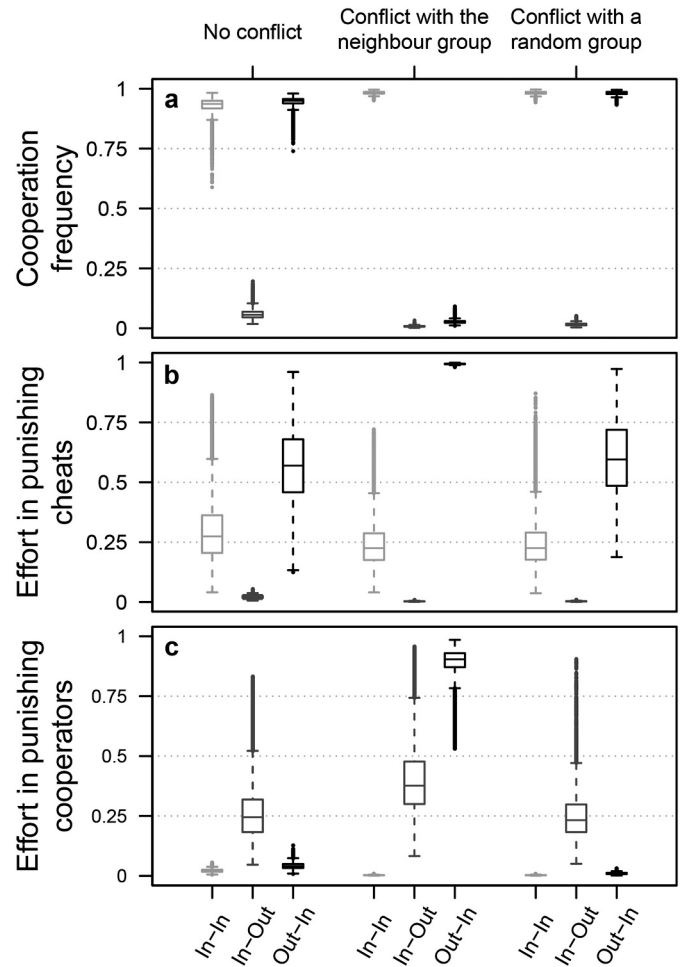 No conflict
Conflict with the
neighbour group
Conflict with a
random group
a
Cooperation
frequency
1
0.75
0.5
0.25
0
b
Effort in punishing
cheats
1
0.75
0.5
0.25
0
c
Effort in punishing
cooperators
1
0.75
0.5
0.25
0
In–In
In–Out
Out–In
In–In
In–Out
Out–In
In–In
In–Out
Out–In